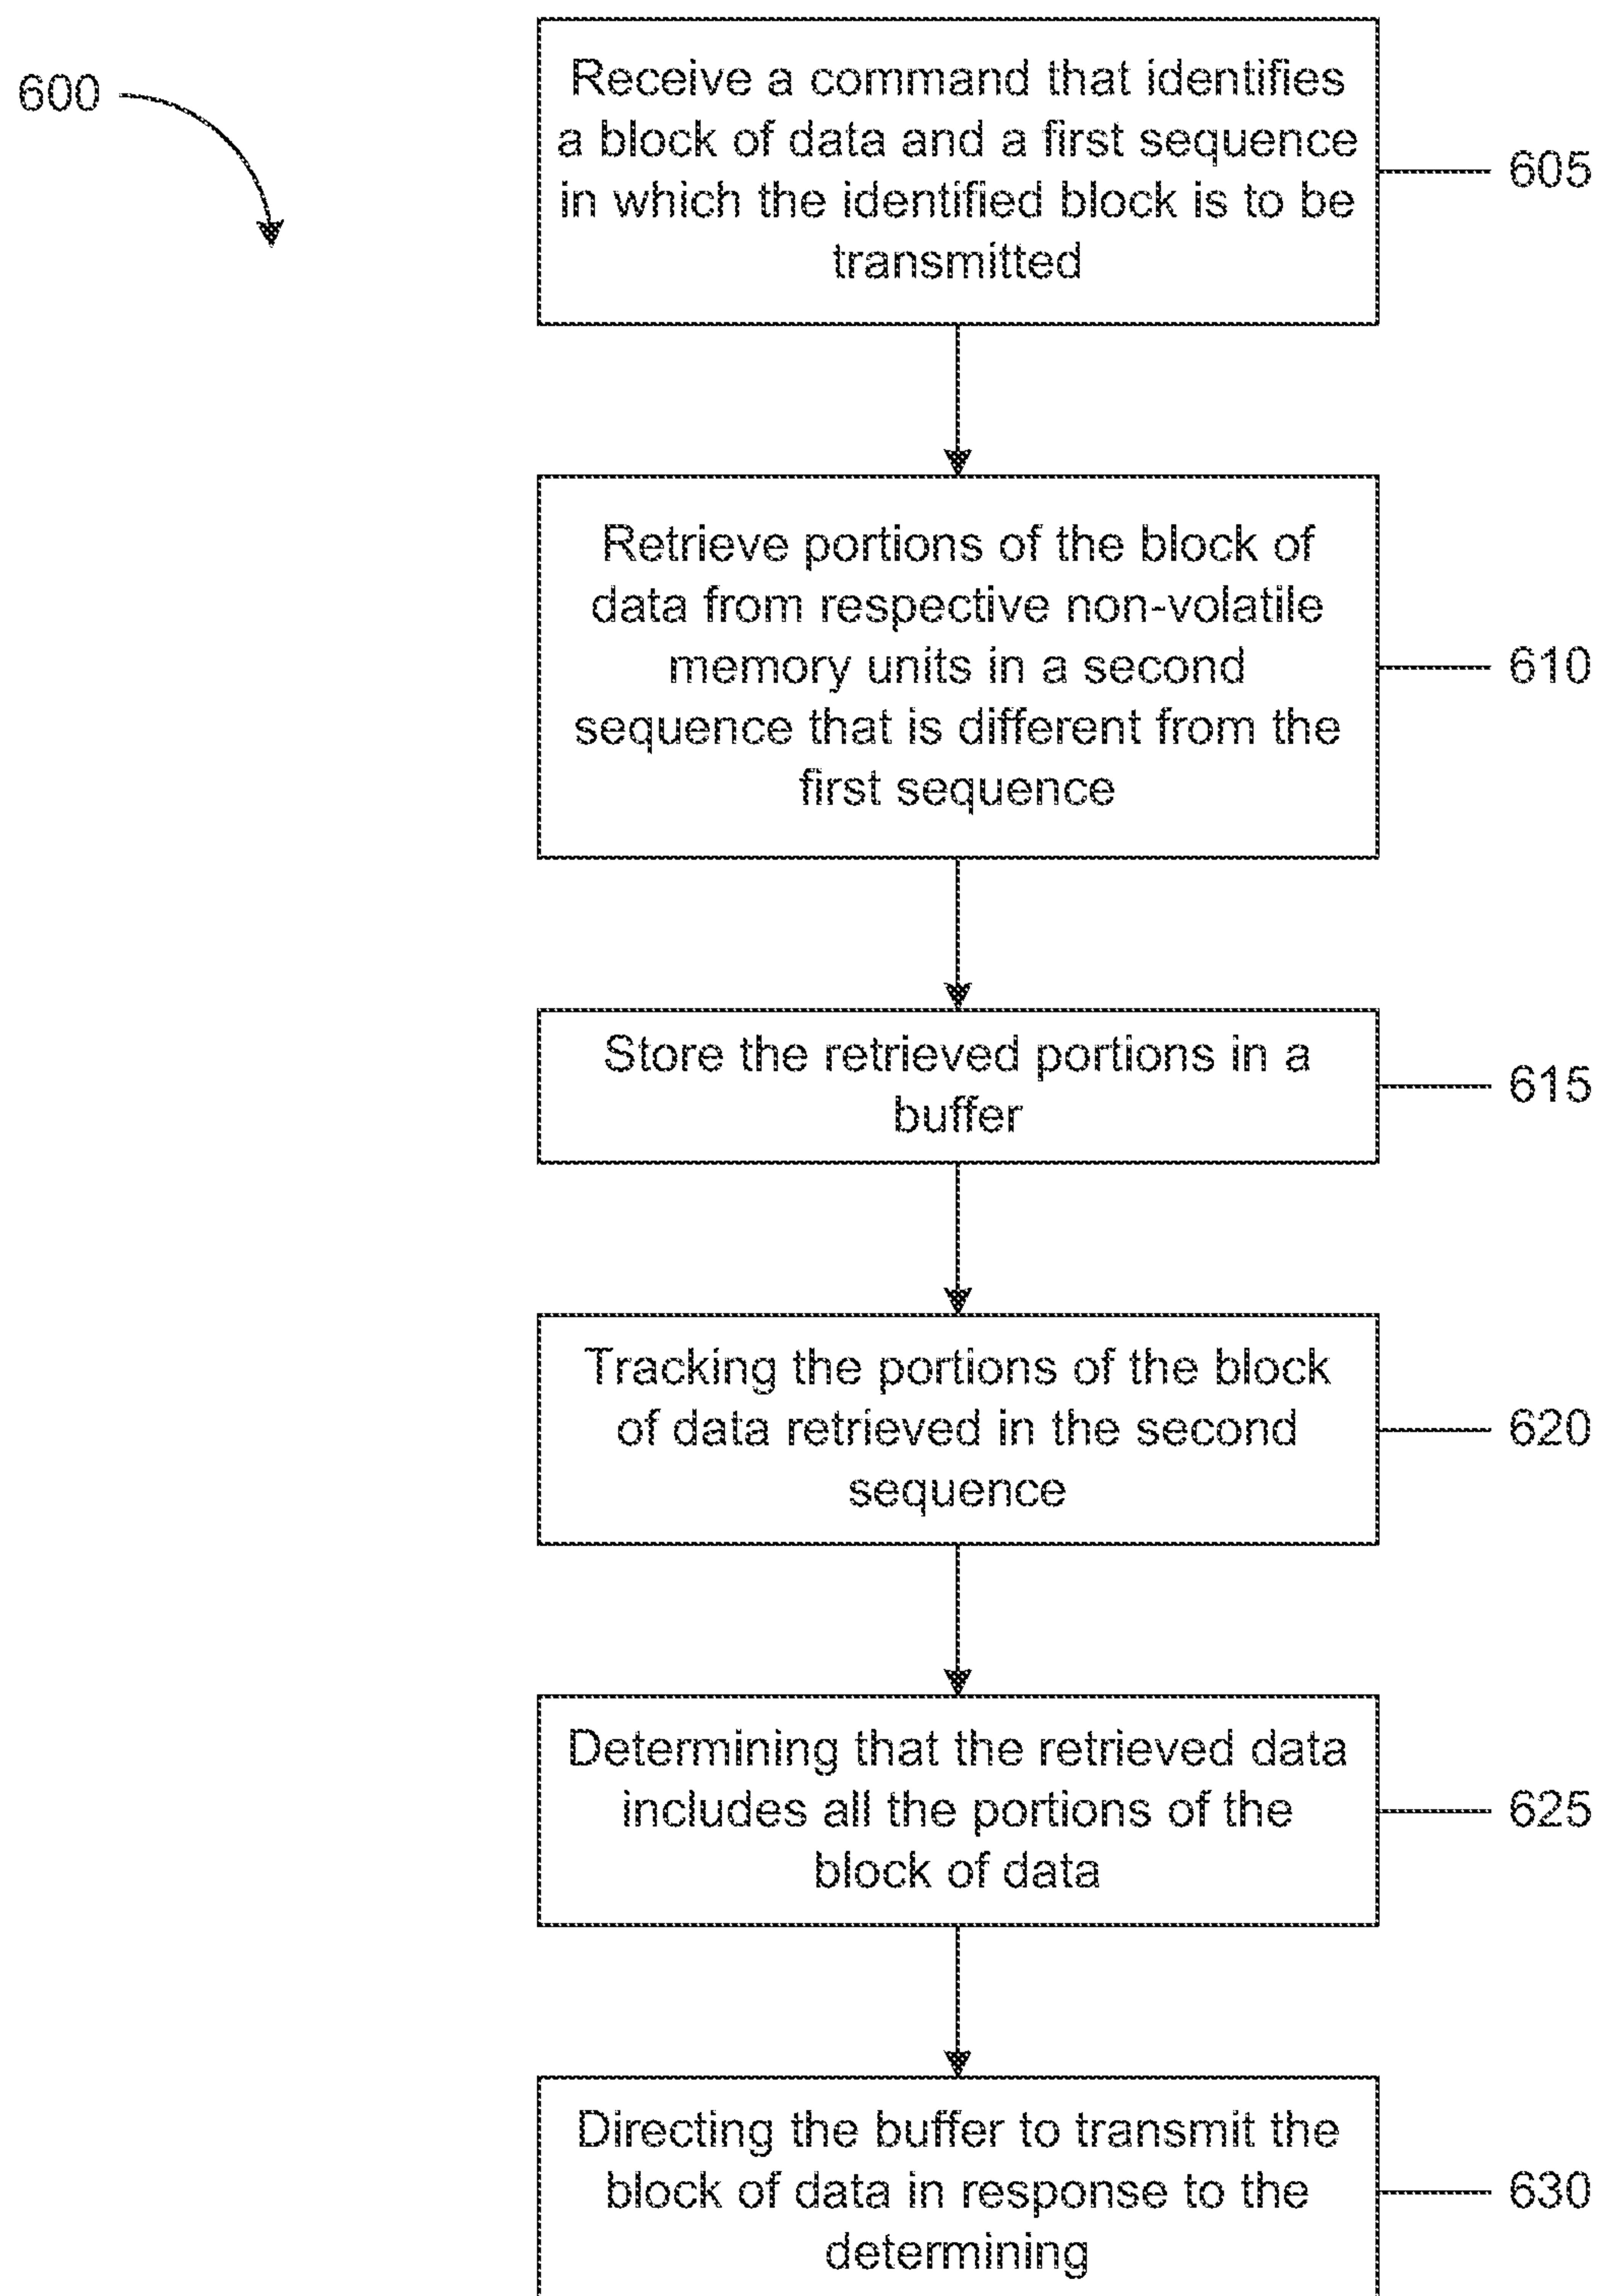 600
Receive a command that identifies
a block of data and a first sequence
in which the identified block is to be
transmitted
605
Retrieve portions of the block of
data from respective non-volatile
memory units in a second
sequence that is different from the
first sequence
610
Store the retrieved portions in a
buffer
615
Tracking the portions of the block
of data retrieved in the second
sequence
620
Determining that the retrieved data
includes all the portions of the
block of data
625
Directing the buffer to transmit the
block of data in response to the
determining
630